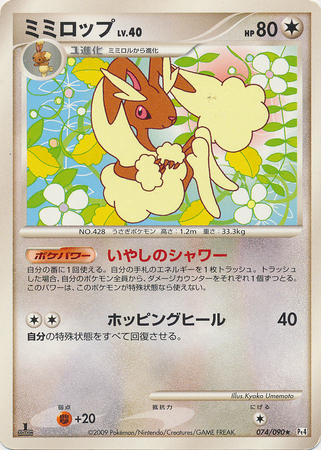 ミミロップ LV.40 HP 80
1進化 ミミロルから進化
NO.428 うさぎポケモン 高さ：1.2m 重さ：33.3kg
ポケパワー いやしのシャワー
自分の番に1回使える。自分の手札のエネルギーを1枚トラッシュ。トラッシュ
した場合、自分のポケモン全員から、ダメージカウンターをそれぞれ1個ずつとる。
このパワーは、このポケモンが特殊状態なら使えない。
ホッピングヒール 40
自分の特殊状態をすべて回復させる。
Illus. Kyoko Umemoto
弱点 +20 抵抗力 にげる
1 EDITION ©2009 Pokémon/Nintendo/Creatures/GAME FREAK. 074/090★ Pt4